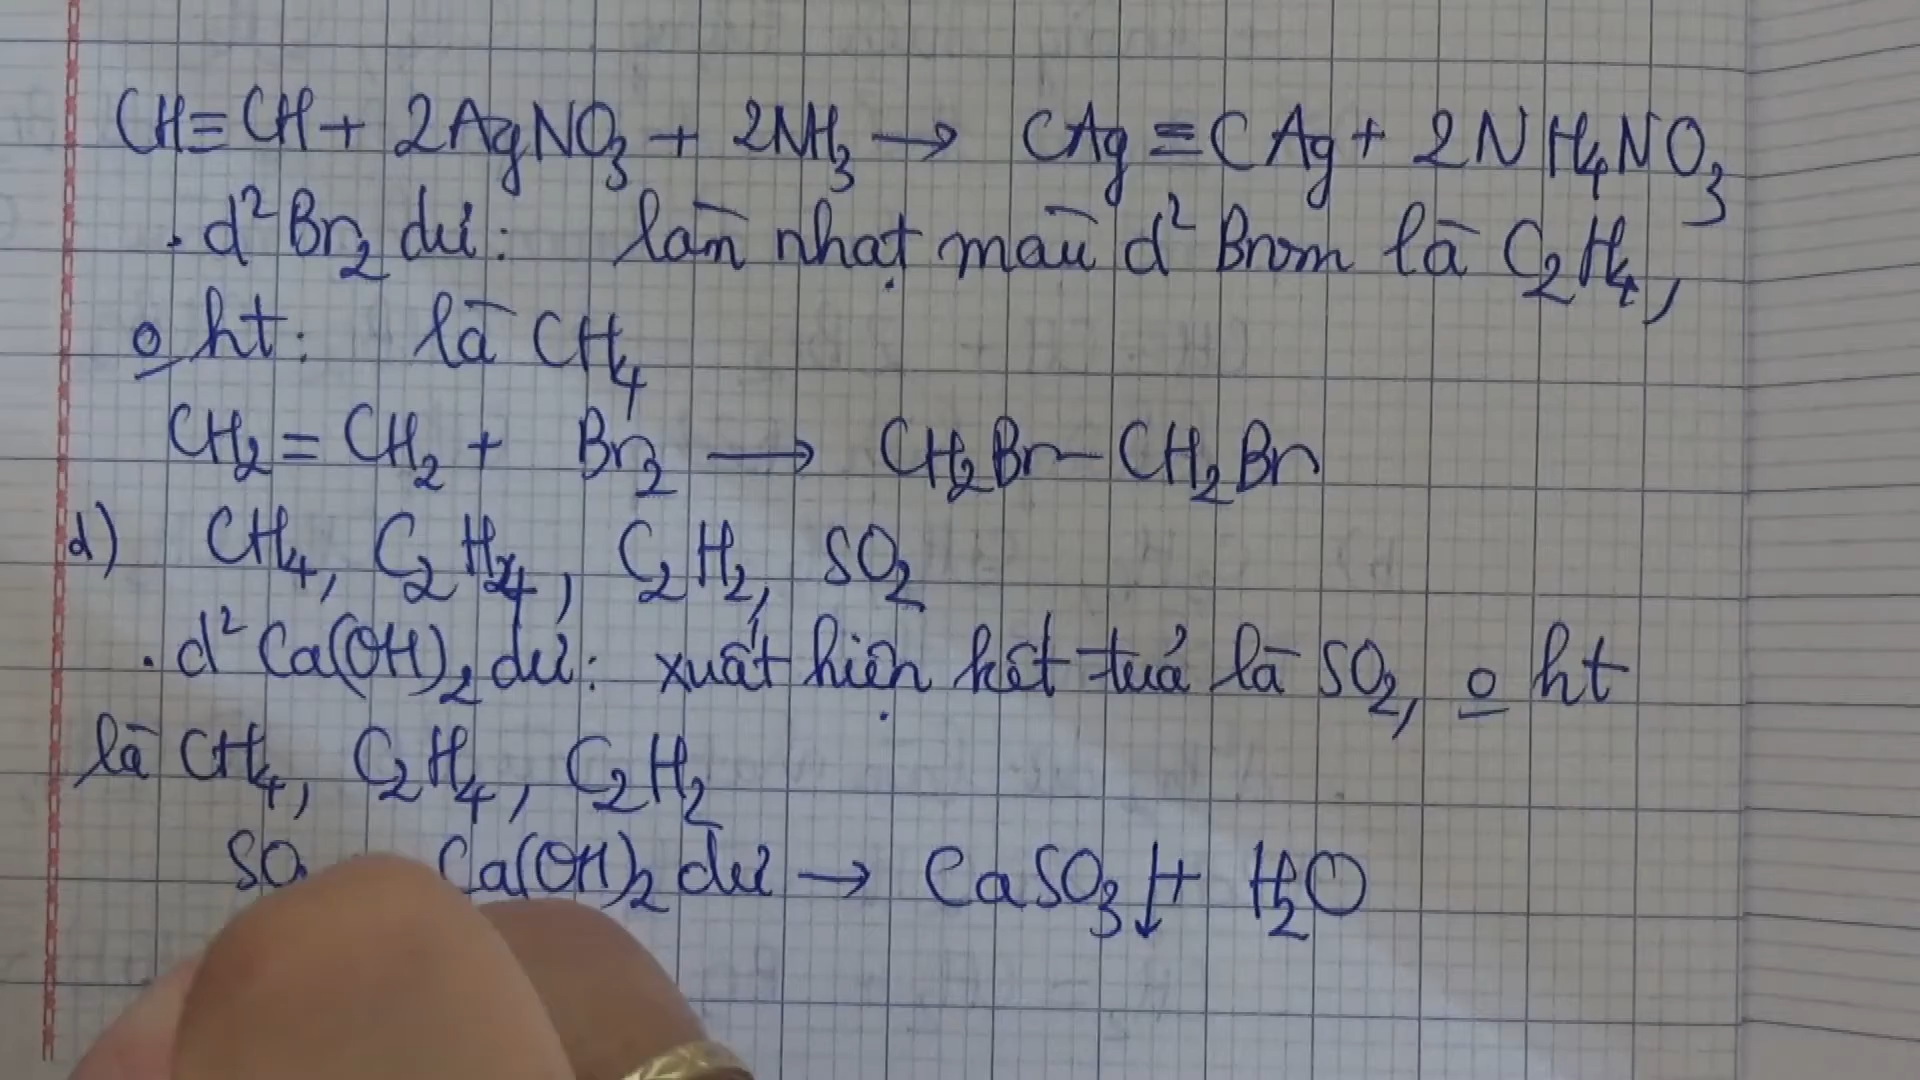 CH≡CH + 2AgNO₃ + 2NH₃ → CAg≡CAg + 2NH₄NO₃
. d² Br₂ dư: làn nhạt màu d² Brom là C₂H₄,
o ht: là CH₄
CH₂=CH₂ + Br₂ → CH₂Br–CH₂Br
d) CH₄, C₂H₄, C₂H₂, SO₂
. d² Ca(OH)₂ dư: xuất hiện kết tuả là SO₂, o ht
là CH₄, C₂H₄, C₂H₂
SO Ca(OH)₂ dư → CaSO₃↓ + H₂O